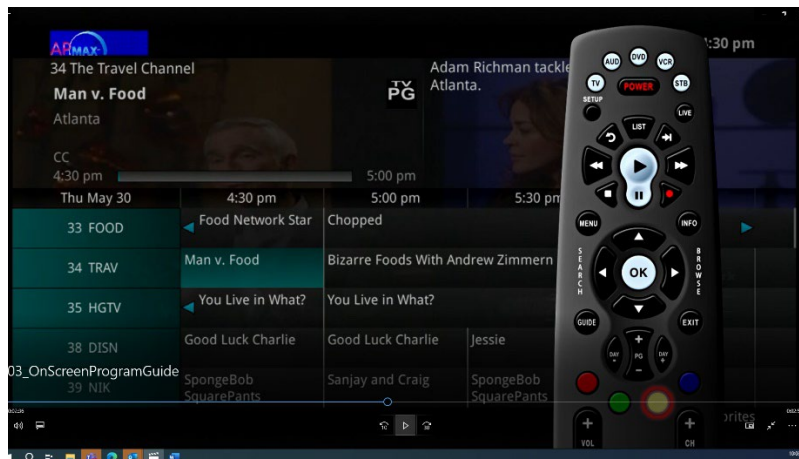 APMAX
:30 pm
34 The Travel Channel
Man v. Food
Atlanta
TV
PG
Adam Richman tackle
Atlanta.
CC
4:30 pm
5:00 pm
Thu May 30
4:30 pm
5:00 pm
5:30 pm
33 FOOD
Food Network Star
Chopped
34 TRAV
Man v. Food
Bizarre Foods With Andrew Zimmern
35 HGTV
You Live in What?
You Live in What?
38 DISN
Good Luck Charlie
Good Luck Charlie
Jessie
03_OnScreenProgramGuide
39 NIK
SpongeBob
SquarePants
Sanjay and Craig
SpongeBob
SquarePants
orites
AUD
DVD
VCR
TV
POWER
STB
SETUP
LIVE
LIST
MENU
INFO
SEARCH
OK
BROWSE
GUIDE
EXIT
DAY
-
+
PG
-
DAY
+
+
VOL
+
CH
10
30